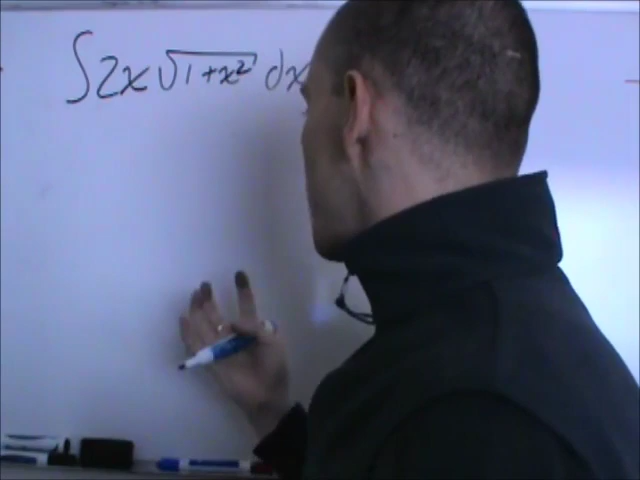 ∫ 2x √(1+x²) dx